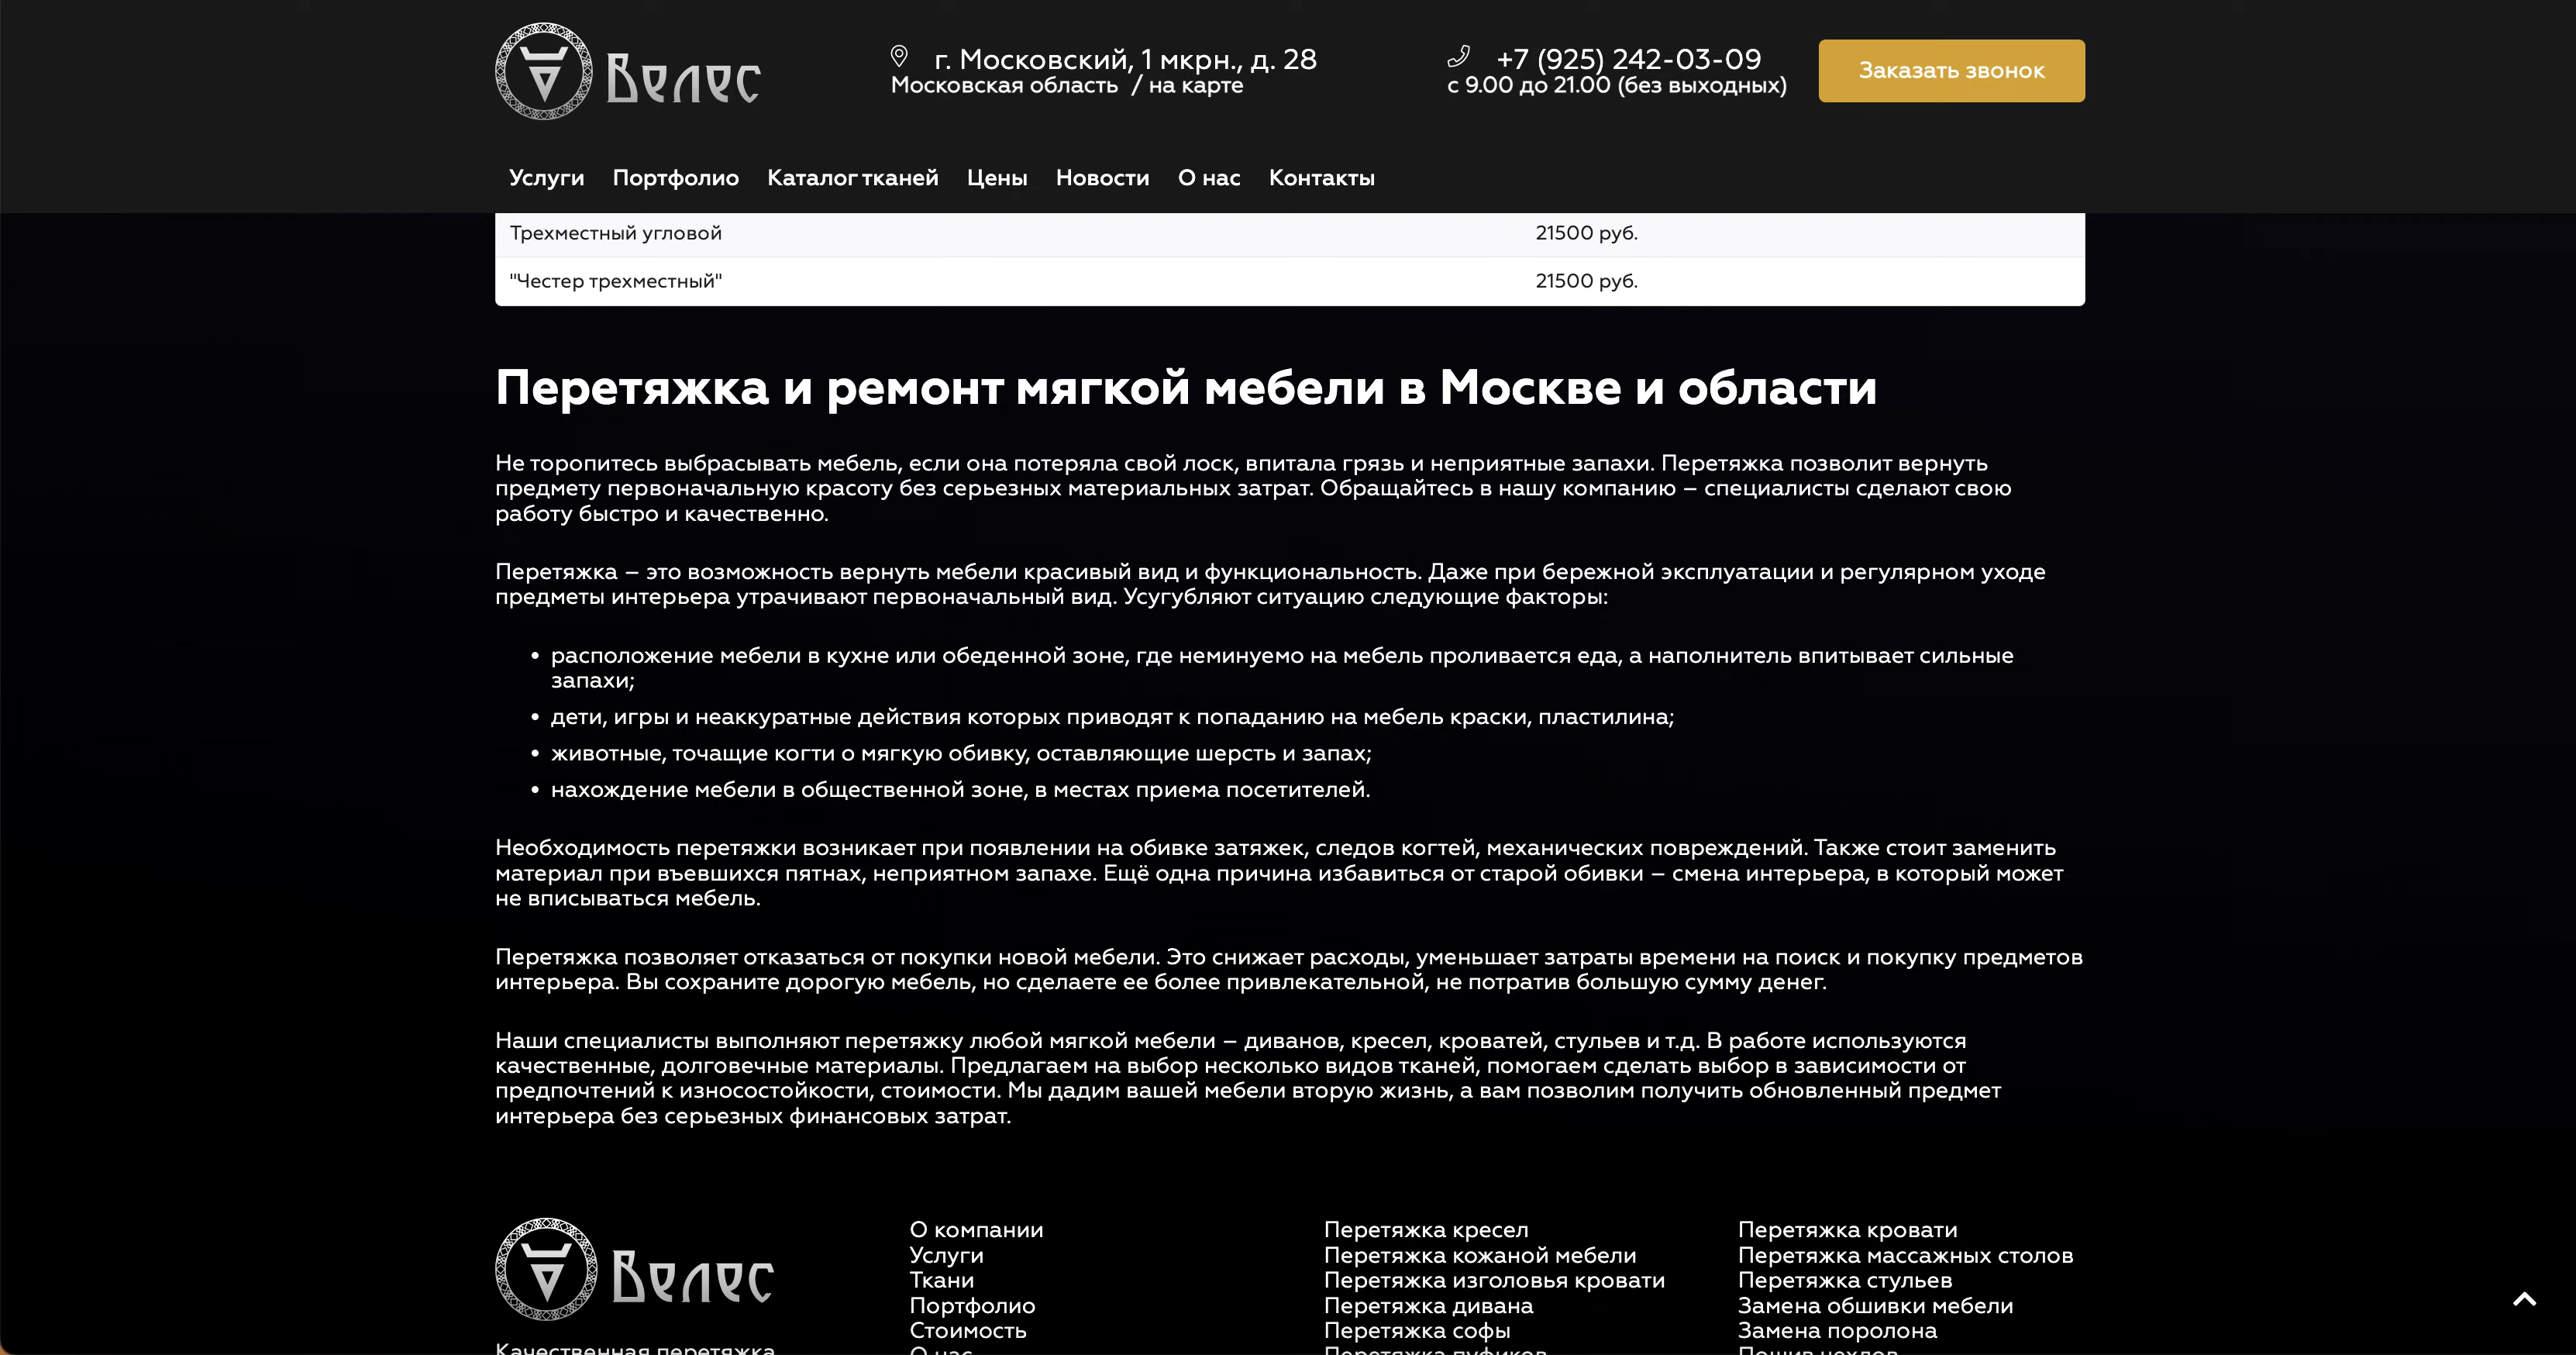 Велес
г. Московский, 1 мкрн., д. 28
Московская область / на карте
+7 (925) 242-03-09
с 9.00 до 21.00 (без выходных)
Заказать звонок
Услуги Портфолио Каталог тканей Цены Новости О нас Контакты
Трехместный угловой 21500 руб.
"Честер трехместный" 21500 руб.
Перетяжка и ремонт мягкой мебели в Москве и области
Не торопитесь выбрасывать мебель, если она потеряла свой лоск, впитала грязь и неприятные запахи. Перетяжка позволит вернуть
предмету первоначальную красоту без серьезных материальных затрат. Обращайтесь в нашу компанию – специалисты сделают свою
работу быстро и качественно.
Перетяжка – это возможность вернуть мебели красивый вид и функциональность. Даже при бережной эксплуатации и регулярном уходе
предметы интерьера утрачивают первоначальный вид. Усугубляют ситуацию следующие факторы:
• расположение мебели в кухне или обеденной зоне, где неминуемо на мебель проливается еда, а наполнитель впитывает сильные
запахи;
• дети, игры и неаккуратные действия которых приводят к попаданию на мебель краски, пластилина;
• животные, точащие когти о мягкую обивку, оставляющие шерсть и запах;
• нахождение мебели в общественной зоне, в местах приема посетителей.
Необходимость перетяжки возникает при появлении на обивке затяжек, следов когтей, механических повреждений. Также стоит заменить
материал при въевшихся пятнах, неприятном запахе. Ещё одна причина избавиться от старой обивки – смена интерьера, в который может
не вписываться мебель.
Перетяжка позволяет отказаться от покупки новой мебели. Это снижает расходы, уменьшает затраты времени на поиск и покупку предметов
интерьера. Вы сохраните дорогую мебель, но сделаете ее более привлекательной, не потратив большую сумму денег.
Наши специалисты выполняют перетяжку любой мягкой мебели – диванов, кресел, кроватей, стульев и т.д. В работе используются
качественные, долговечные материалы. Предлагаем на выбор несколько видов тканей, помогаем сделать выбор в зависимости от
предпочтений к износостойкости, стоимости. Мы дадим вашей мебели вторую жизнь, а вам позволим получить обновленный предмет
интерьера без серьезных финансовых затрат.
Велес
Качественная перетяжка
О компании
Услуги
Ткани
Портфолио
Стоимость
О нас
Перетяжка кресел
Перетяжка кожаной мебели
Перетяжка изголовья кровати
Перетяжка дивана
Перетяжка софы
Перетяжка пуфиков
Перетяжка кровати
Перетяжка массажных столов
Перетяжка стульев
Замена обшивки мебели
Замена поролона
Пошив чехлов